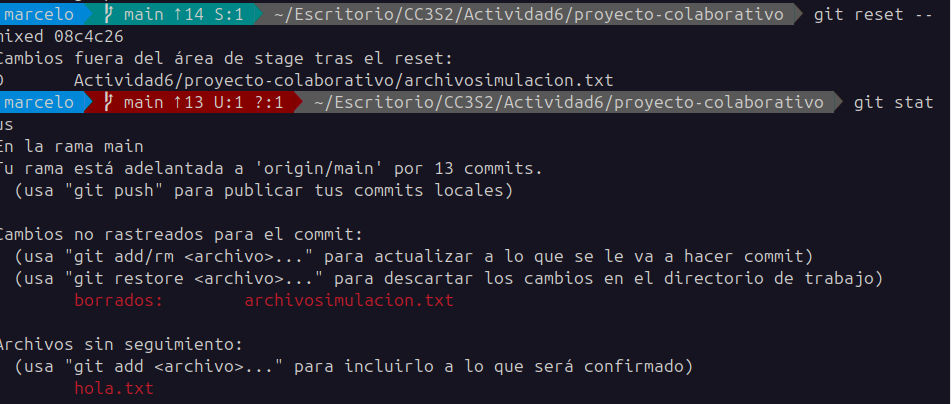 marcelo main ↑14 S:1 ~/Escritorio/CC3S2/Actividad6/proyecto-colaborativo git reset --
mixed 08c4c26
Cambios fuera del área de stage tras el reset:
D Actividad6/proyecto-colaborativo/archivosimulacion.txt
marcelo main ↑13 U:1 ?:1 ~/Escritorio/CC3S2/Actividad6/proyecto-colaborativo git stat
us
En la rama main
Tu rama está adelantada a 'origin/main' por 13 commits.
(usa "git push" para publicar tus commits locales)
Cambios no rastreados para el commit:
(usa "git add/rm <archivo>..." para actualizar a lo que se le va a hacer commit)
(usa "git restore <archivo>..." para descartar los cambios en el directorio de trabajo)
borrados: archivosimulacion.txt
Archivos sin seguimiento:
(usa "git add <archivo>..." para incluirlo a lo que será confirmado)
hola.txt